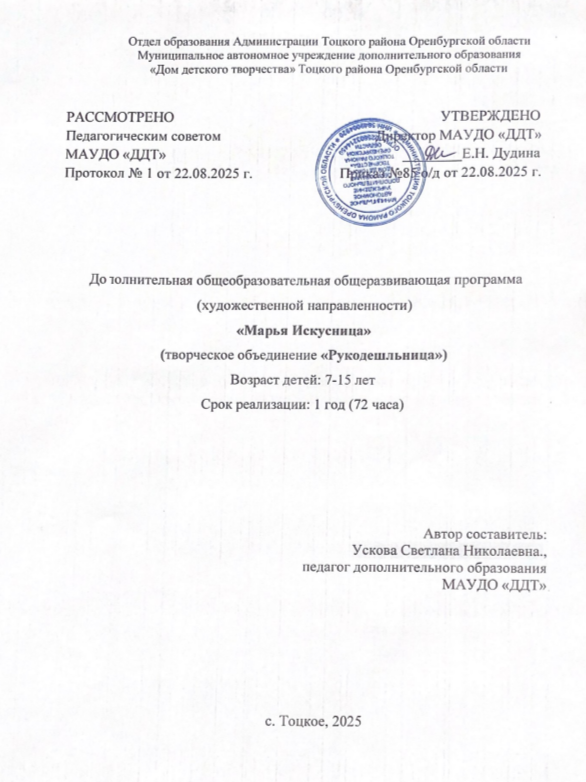 Отдел образования Администрации Тоцкого района Оренбургской области
Муниципальное автономное учреждение дополнительного образования
«Дом детского творчества» Тоцкого района Оренбургской области
РАССМОТРЕНО
Педагогическим советом
МАУДО «ДДТ»
Протокол № 1 от 22.08.2025 г.
УТВЕРЖДЕНО
Директор МАУДО «ДДТ»
Е.Н. Дудина
Приказ №85-о/д от 22.08.2025 г.
Дополнительная общеобразовательная общеразвивающая программа
(художественной направленности)
«Марья Искусница»
(творческое объединение «Рукодешльница»)
Возраст детей: 7-15 лет
Срок реализации: 1 год (72 часа)
Автор составитель:
Ускова Светлана Николаевна.,
педагог дополнительного образования
МАУДО «ДДТ»
с. Тоцкое, 2025